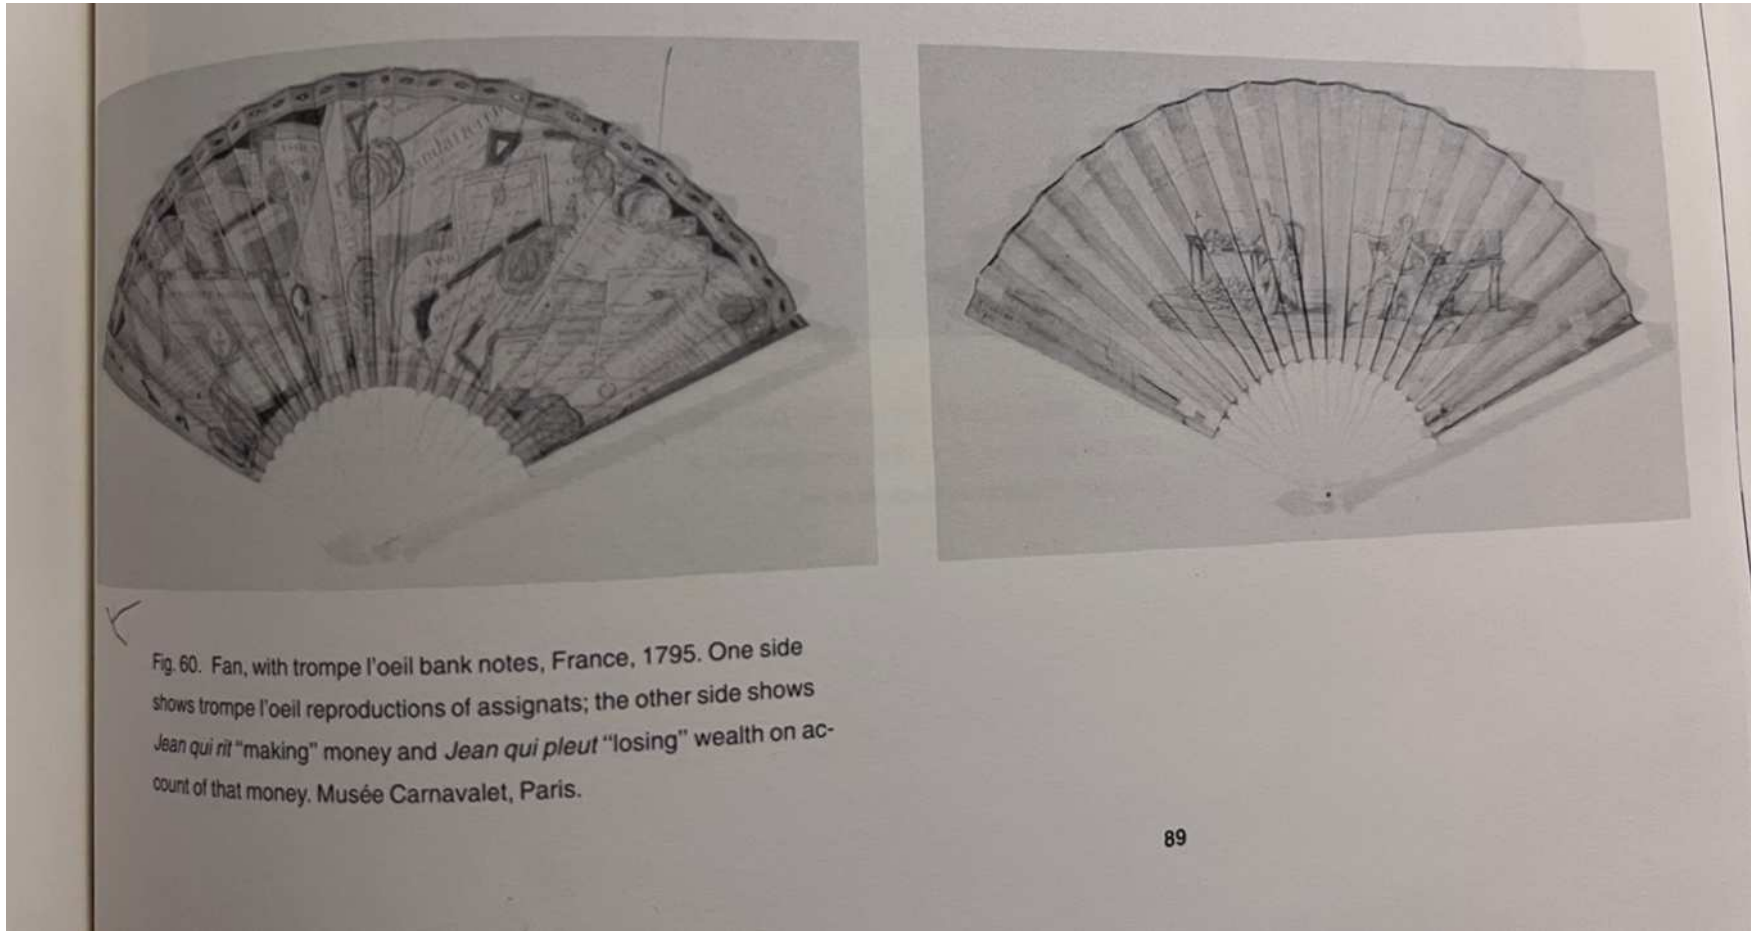 Fig. 60. Fan, with trompe l'oeil bank notes, France, 1795. One side
shows trompe l'oeil reproductions of assignats; the other side shows
Jean qui rit "making" money and Jean qui pleut "losing" wealth on ac-
count of that money. Musée Carnavalet, Paris.
89